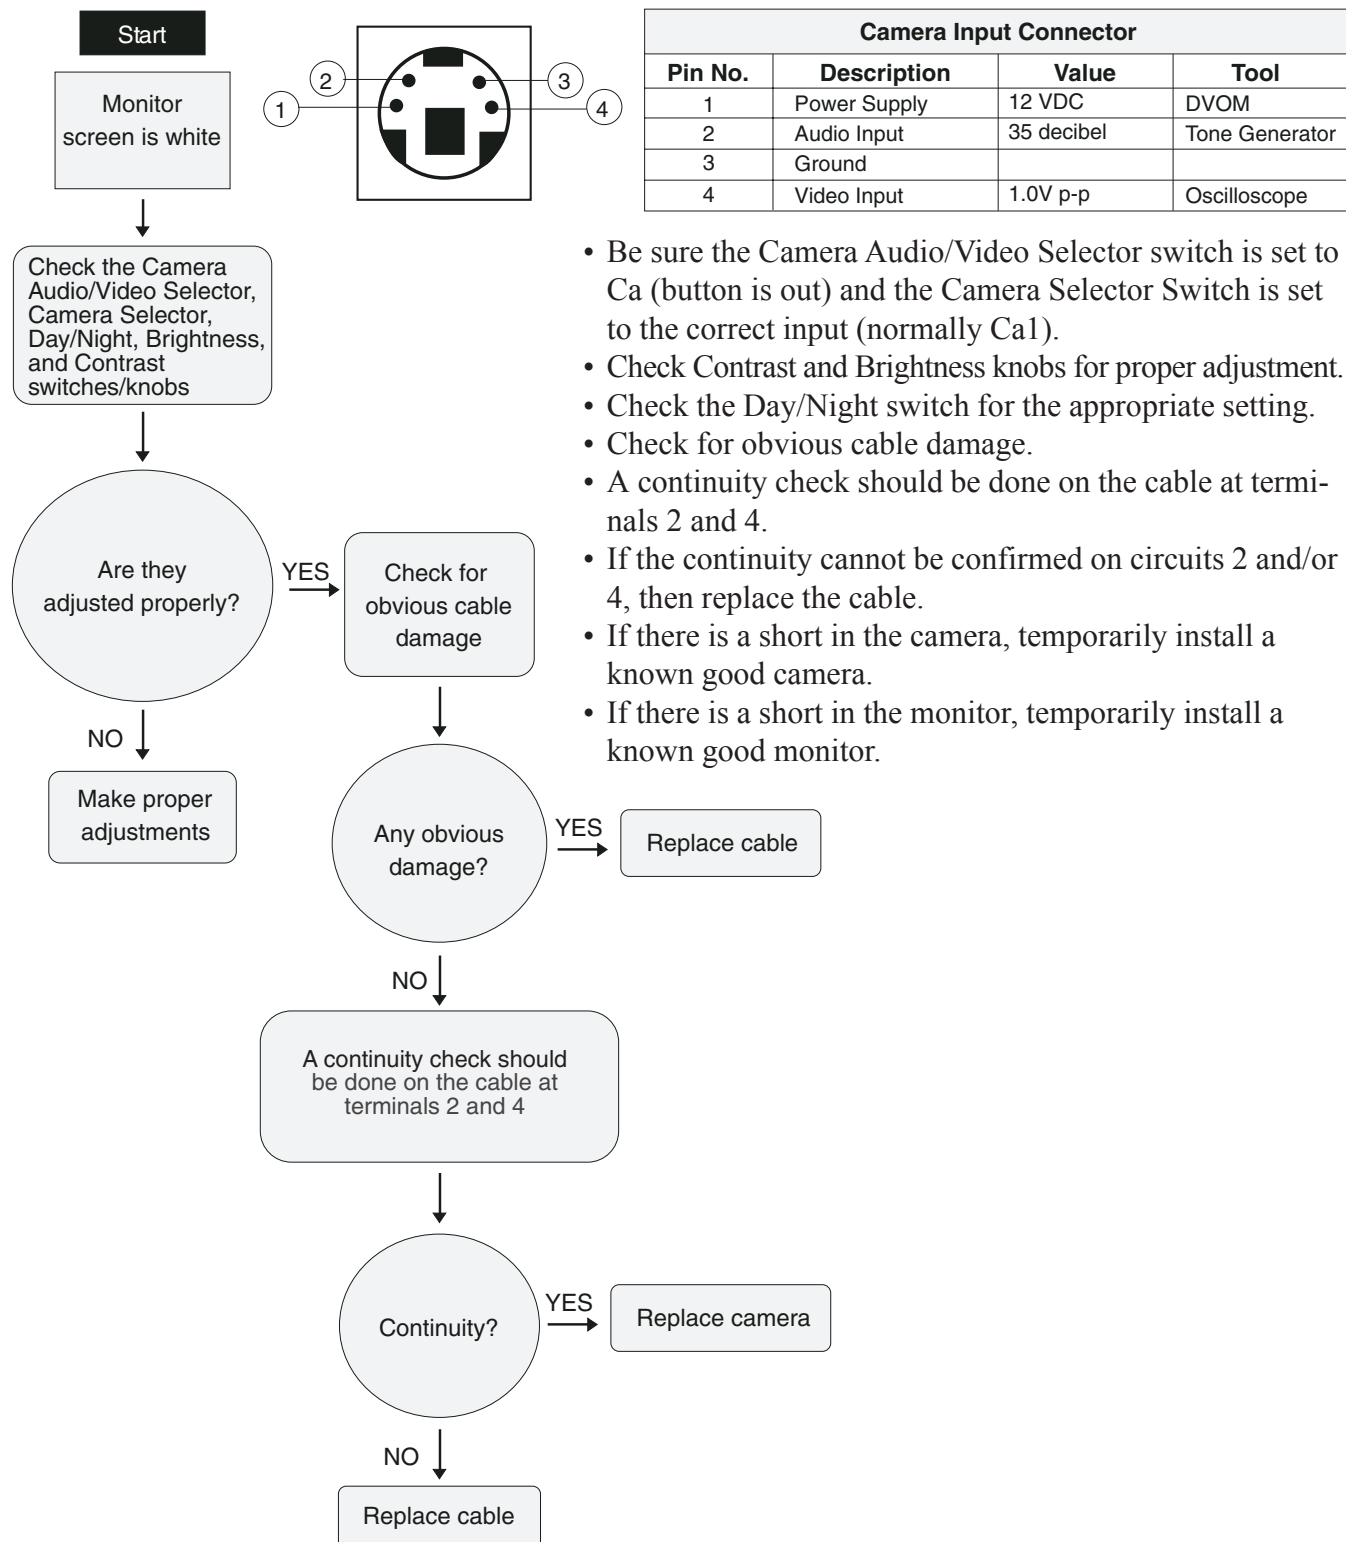 Start
Monitor
screen is white
Check the Camera
Audio/Video Selector,
Camera Selector,
Day/Night, Brightness,
and Contrast
switches/knobs
Are they
adjusted properly?
YES
NO
Make proper
adjustments
Check for
obvious cable
damage
Any obvious
damage?
YES
Replace cable
NO
A continuity check should
be done on the cable at
terminals 2 and 4
Continuity?
YES
Replace camera
NO
Replace cable
1
2
3
4
Camera Input Connector
Pin No. Description Value Tool
1 Power Supply 12 VDC DVOM
2 Audio Input 35 decibel Tone Generator
3 Ground
4 Video Input 1.0V p-p Oscilloscope
• Be sure the Camera Audio/Video Selector switch is set to
Ca (button is out) and the Camera Selector Switch is set
to the correct input (normally Ca1).
• Check Contrast and Brightness knobs for proper adjustment.
• Check the Day/Night switch for the appropriate setting.
• Check for obvious cable damage.
• A continuity check should be done on the cable at termi-
nals 2 and 4.
• If the continuity cannot be confirmed on circuits 2 and/or
4, then replace the cable.
• If there is a short in the camera, temporarily install a
known good camera.
• If there is a short in the monitor, temporarily install a
known good monitor.